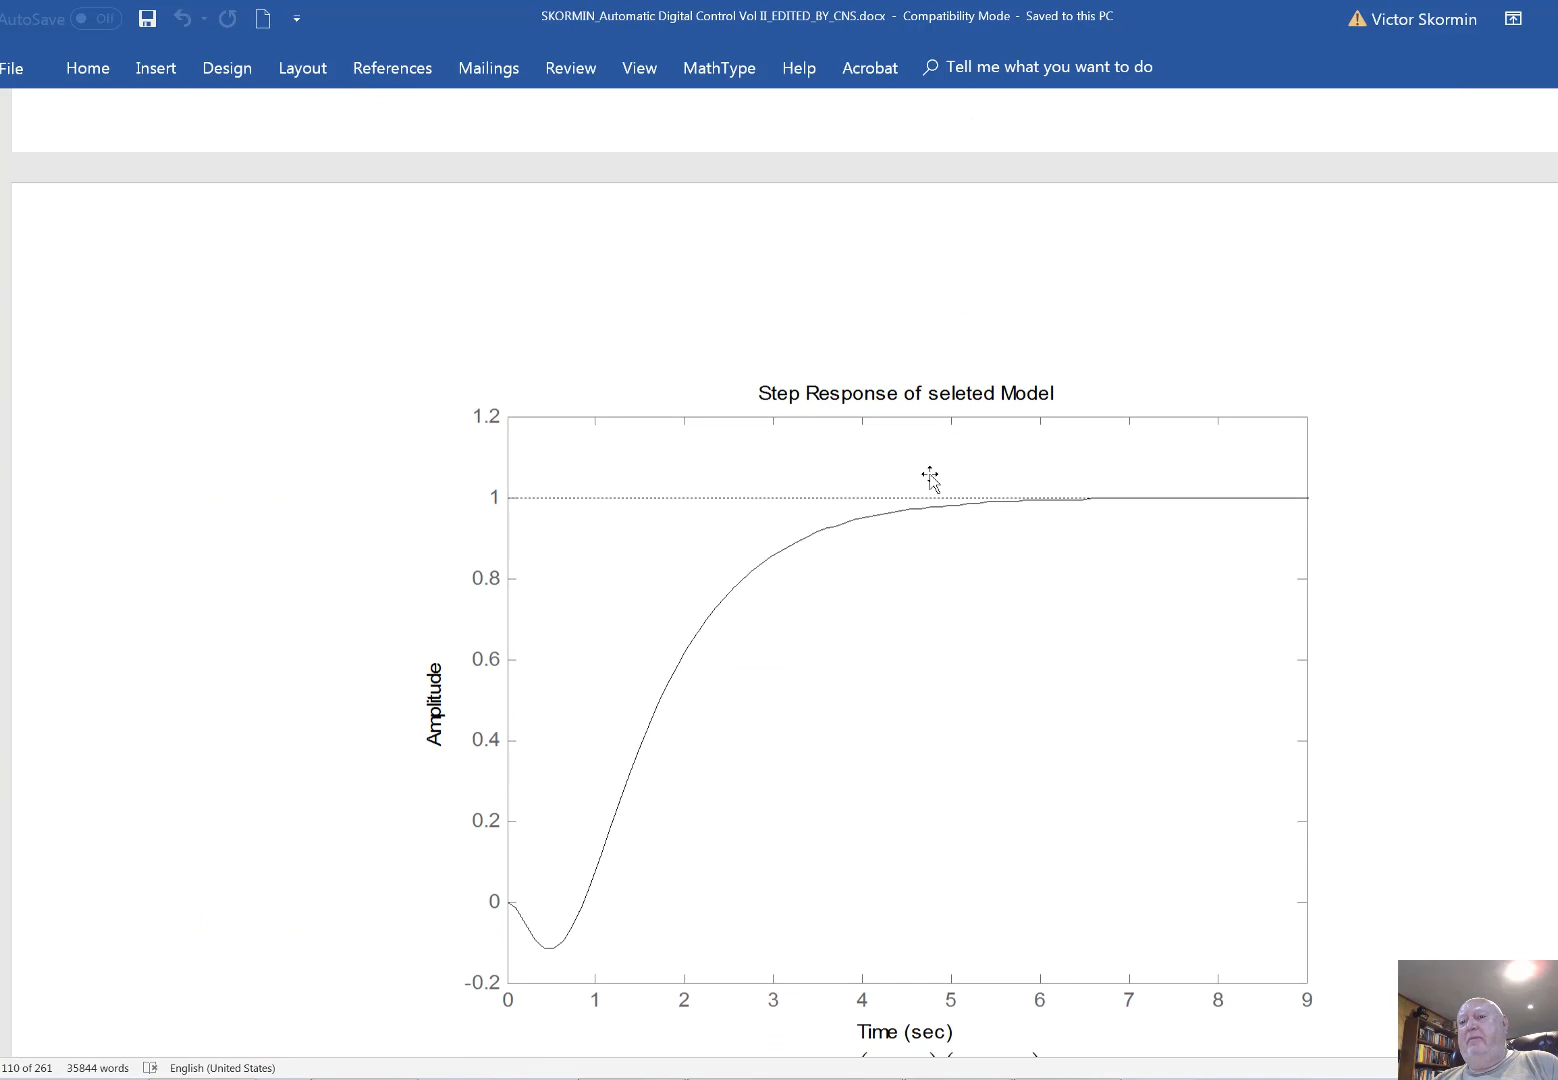 AutoSave Off
SKORMIN_Automatic Digital Control Vol II_EDITED_BY_CNS.docx - Compatibility Mode - Saved to this PC
Victor Skormin
File Home Insert Design Layout References Mailings Review View MathType Help Acrobat Tell me what you want to do
Step Response of seleted Model
1.2
1
0.8
0.6
0.4
0.2
0
-0.2
Amplitude
0 1 2 3 4 5 6 7 8 9
Time (sec)
110 of 261 35844 words English (United States)